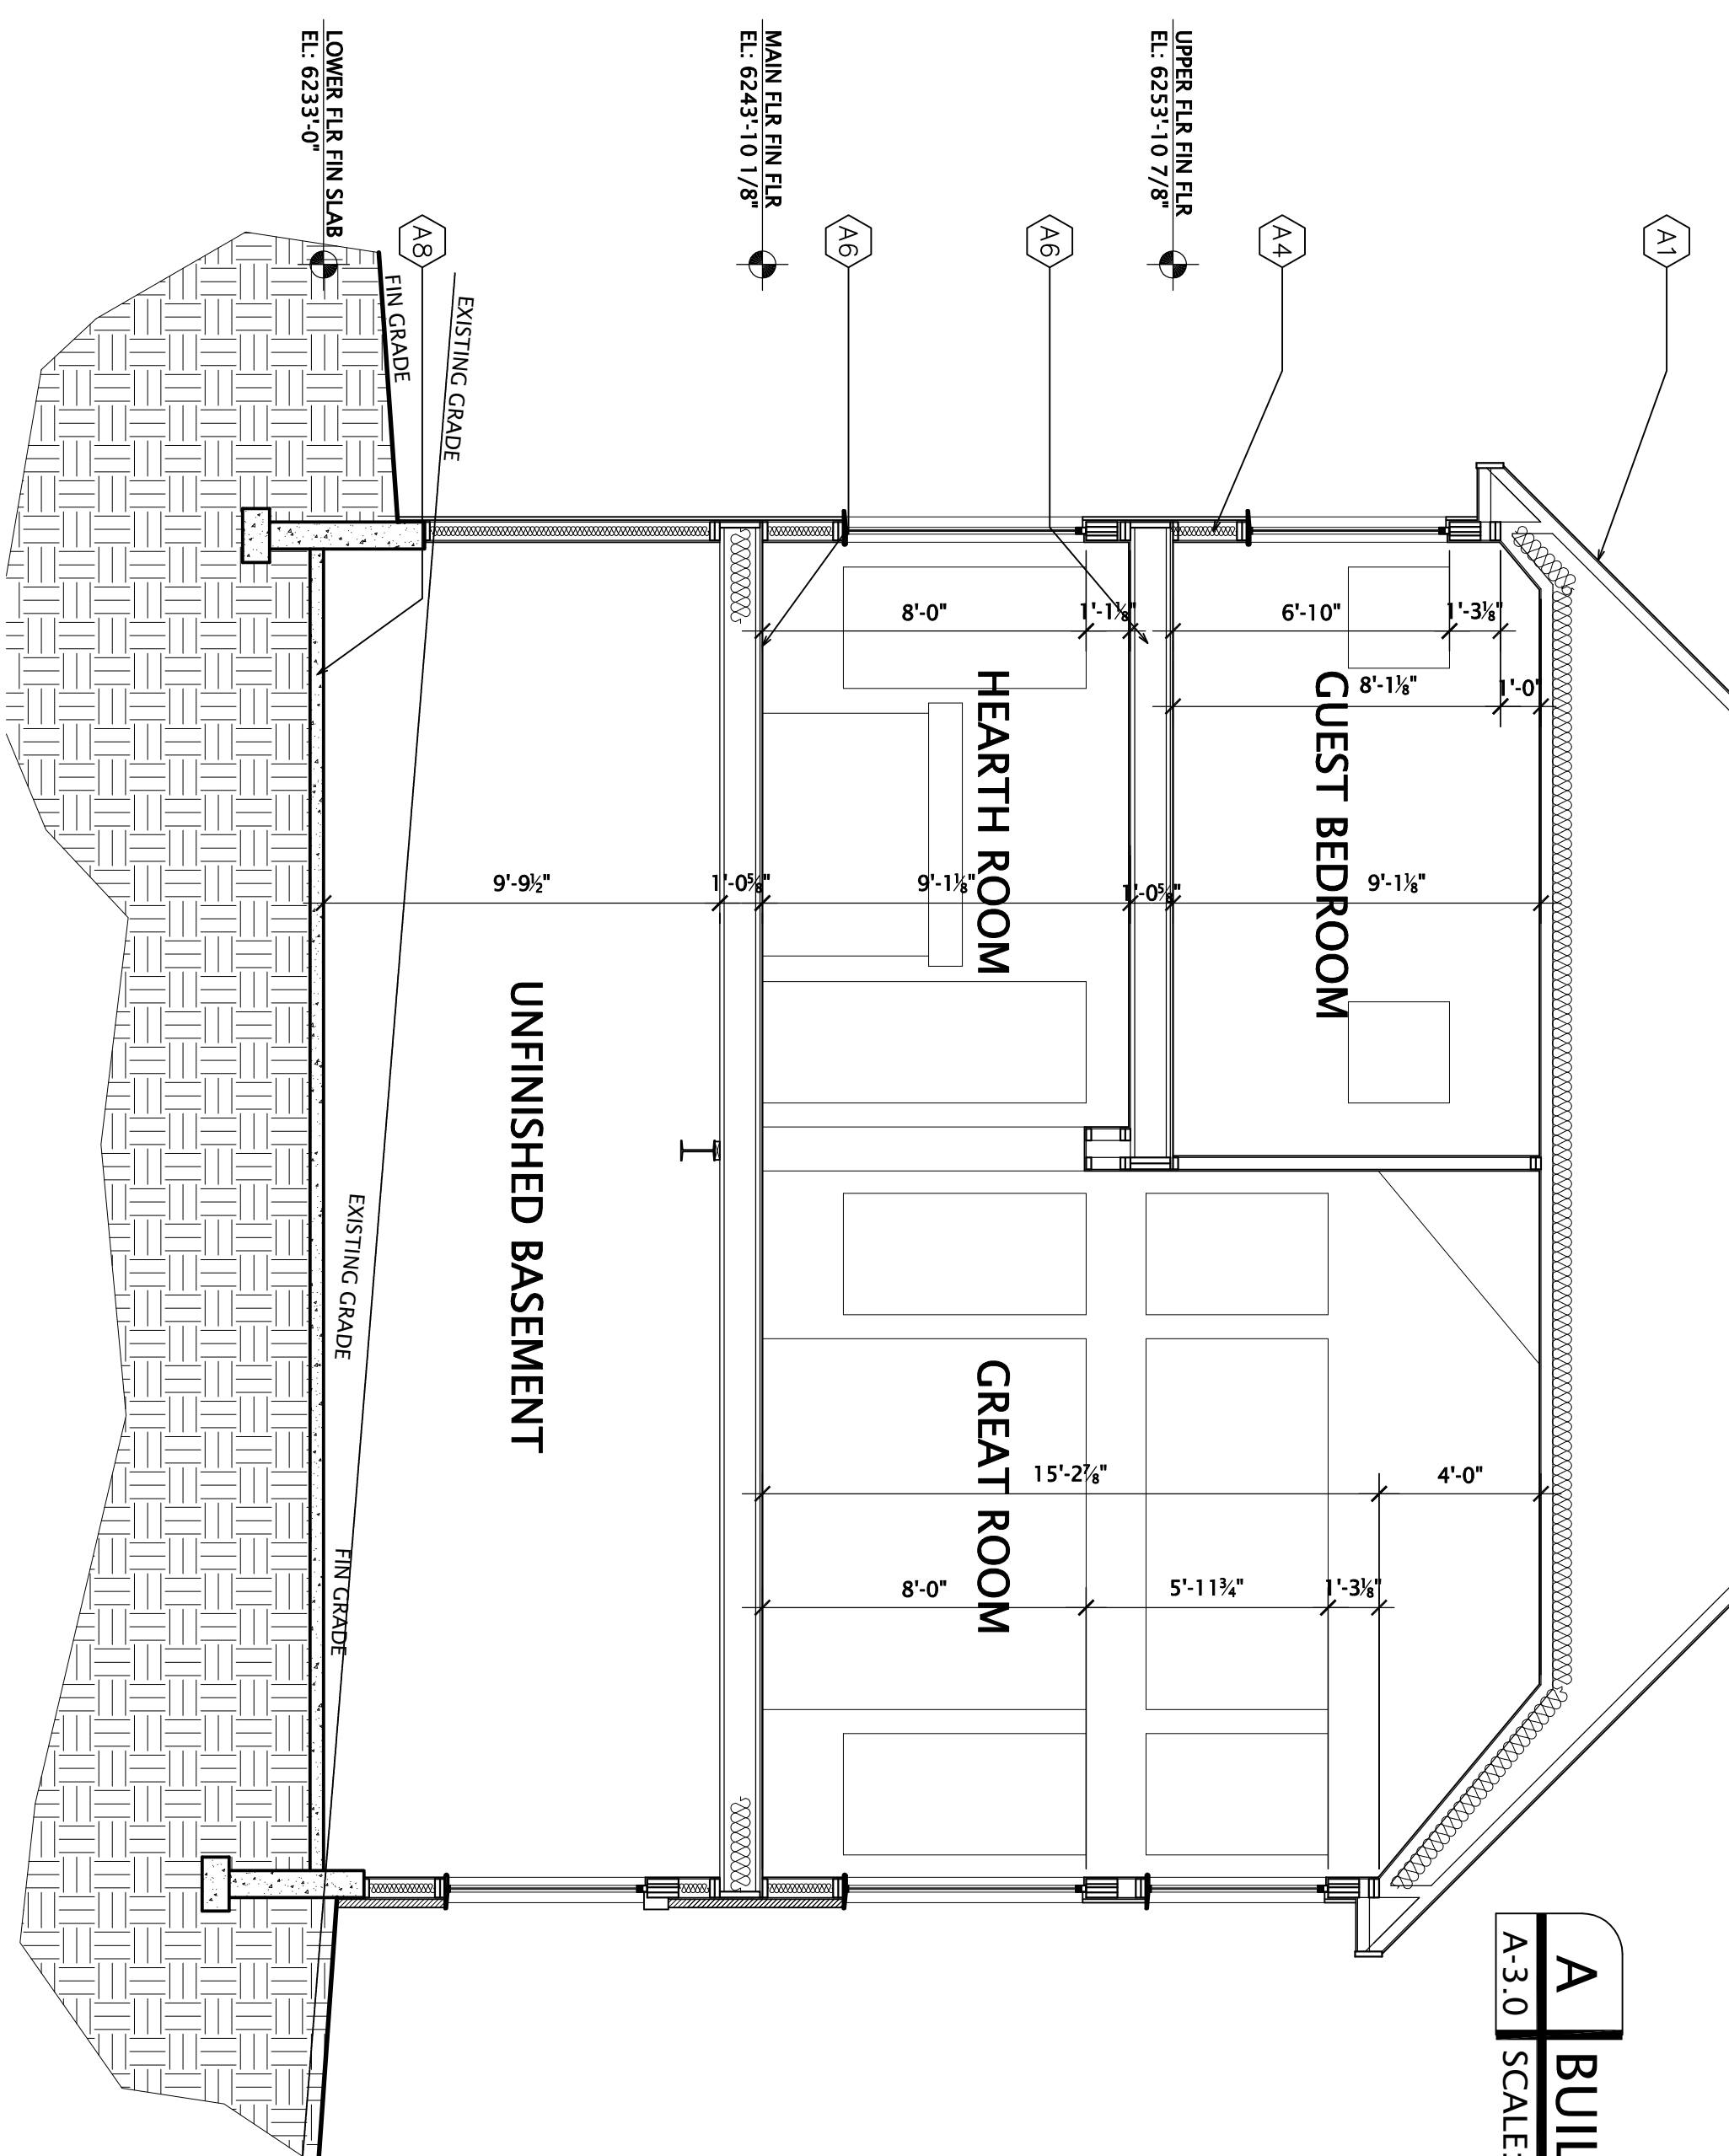 A1
A4
UPPER FLR FIN FLR
EL: 6253'-10 7/8"
A6
A6
MAIN FLR FIN FLR
EL: 6243'-10 1/8"
A8
LOWER FLR FIN SLAB
EL: 6233'-0"
FIN GRADE
EXISTING GRADE
1'-3⅛"
6'-10"
1'-1⅛"
8'-0"
1'-0"
8'-1⅛"
GUEST BEDROOM
HEARTH ROOM
9'-1⅛"
1'-0⅝"
9'-1⅛"
1'-0⅝"
9'-9½"
UNFINISHED BASEMENT
EXISTING GRADE
GREAT ROOM
4'-0"
15'-2⅞"
1'-3⅛"
5'-11¾"
8'-0"
FIN GRADE
A
A-3.0
BUIL
SCALE: